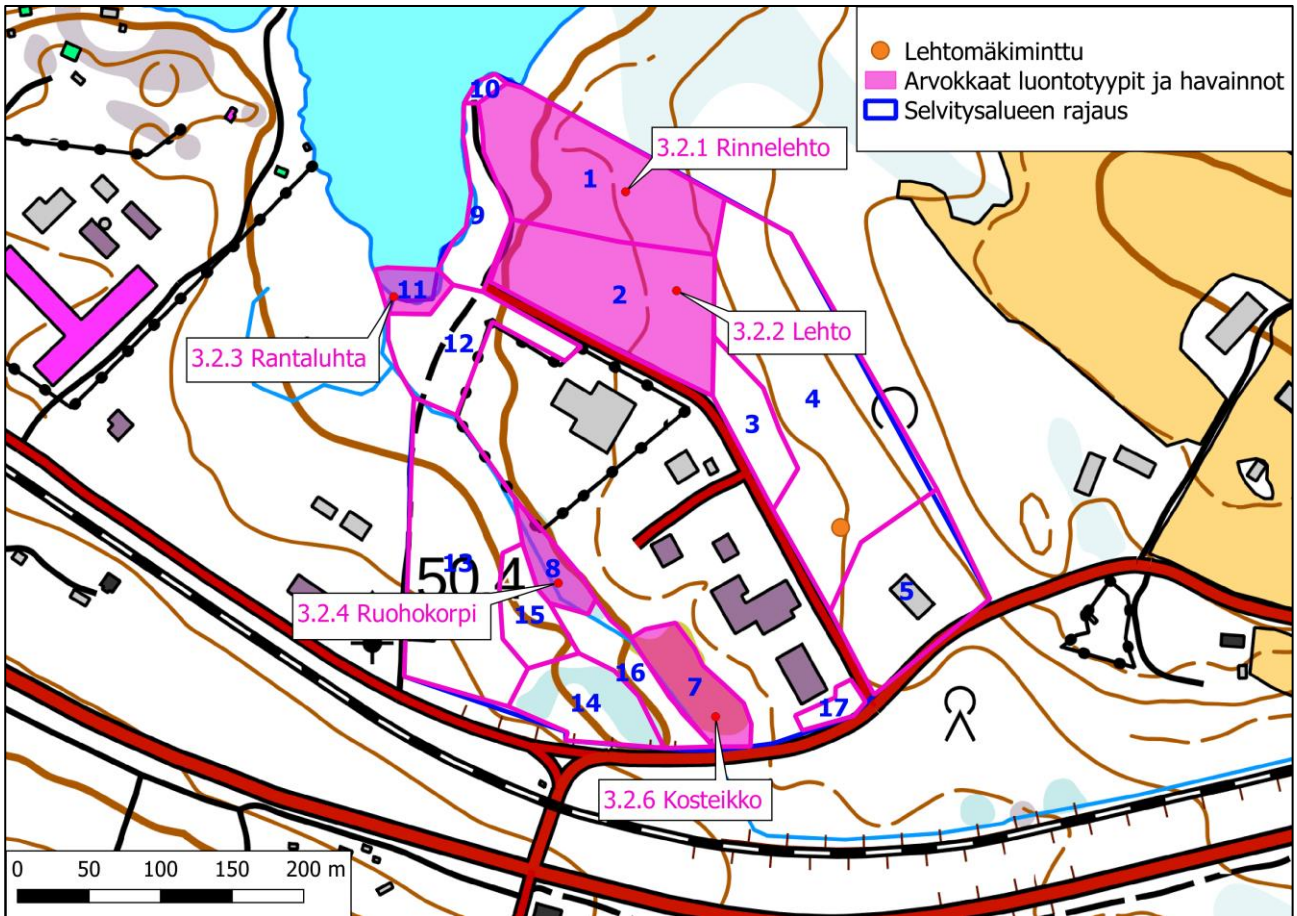 Lehtomäkiminttu
Arvokkaat luontotyypit ja havainnot
Selvitysalueen rajaus
10
3.2.1 Rinnelehto
1
9
11
2
3.2.2 Lehto
3.2.3 Rantaluhta
12
4
3
13
50.4
8
5
3.2.4 Ruohokorpi
15
16
7
14
17
3.2.6 Kosteikko
0 50 100 150 200 m